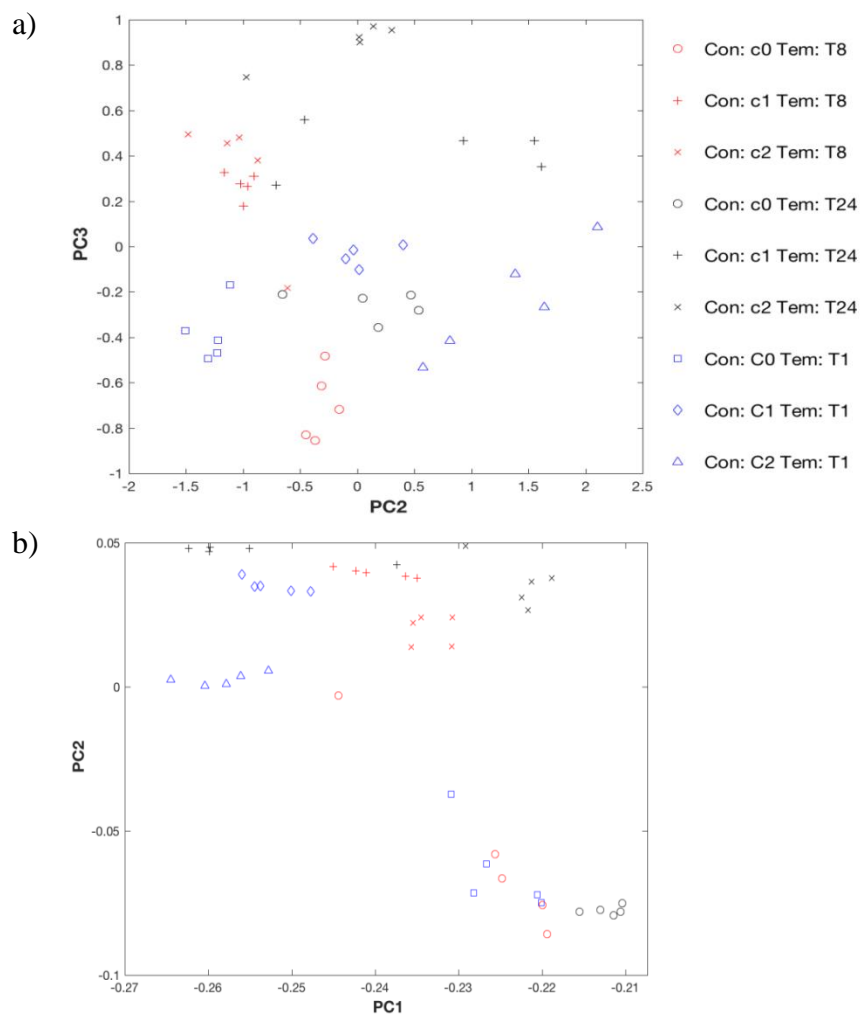 a)
1
0.8
0.6
0.4
0.2
0
-0.2
-0.4
-0.6
-0.8
-1
PC3
-2
-1.5
-1
-0.5
0
0.5
1
1.5
2
2.5
PC2
Con: c0 Tem: T8
Con: c1 Tem: T8
Con: c2 Tem: T8
Con: c0 Tem: T24
Con: c1 Tem: T24
Con: c2 Tem: T24
Con: C0 Tem: T1
Con: C1 Tem: T1
Con: C2 Tem: T1
b)
0.05
0
-0.05
-0.1
PC2
-0.27
-0.26
-0.25
-0.24
-0.23
-0.22
-0.21
PC1